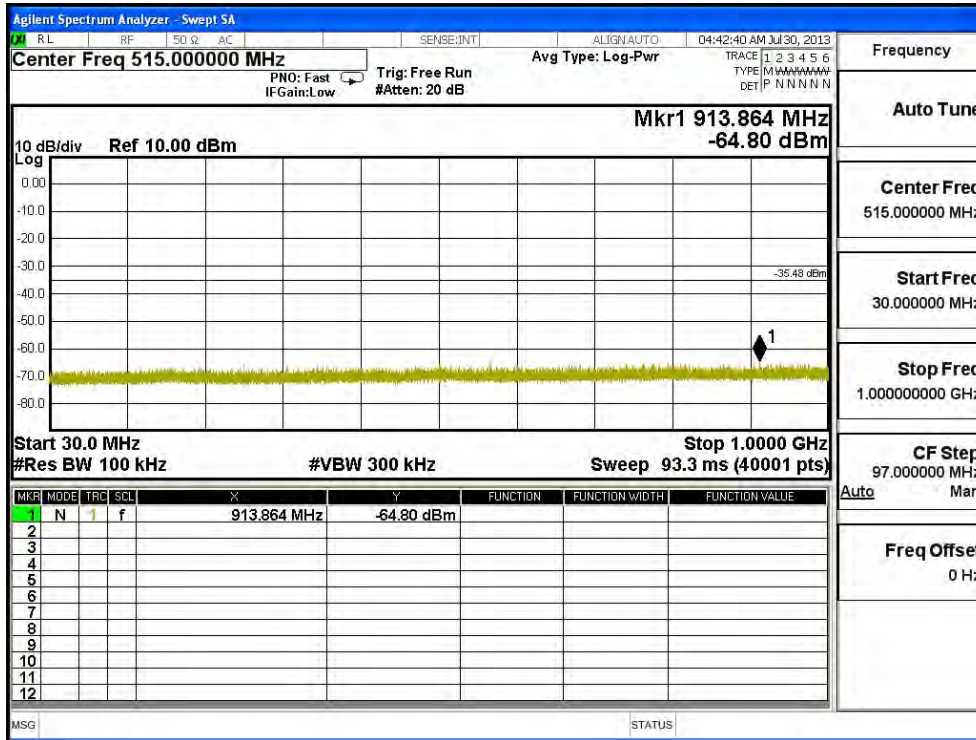 Agilent Spectrum Analyzer - Swept SA
RL RF 50 Ω AC SENSE:INT ALIGNAUTO 04:42:40 AM Jul 30, 2013
Center Freq 515.000000 MHz
PNO: Fast
IFGain:Low
Trig: Free Run
#Atten: 20 dB
Avg Type: Log-Pwr
TRACE 1 2 3 4 5 6
TYPE M
DET P N N N N N
Mkr1 913.864 MHz
-64.80 dBm
10 dB/div Ref 10.00 dBm
Log
0.00
-10.0
-20.0
-30.0
-35.48 dBm
-40.0
-50.0
-60.0
1
-70.0
-80.0
Start 30.0 MHz Stop 1.0000 GHz
#Res BW 100 kHz #VBW 300 kHz Sweep 93.3 ms (40001 pts)
MKR MODE TRC SCL X Y FUNCTION FUNCTION WIDTH FUNCTION VALUE
1 N 1 f 913.864 MHz -64.80 dBm
2
3
4
5
6
7
8
9
10
11
12
MSG STATUS
Frequency
Auto Tune
Center Freq
515.000000 MHz
Start Freq
30.000000 MHz
Stop Freq
1.000000000 GHz
CF Step
97.000000 MHz
Auto Man
Freq Offset
0 Hz